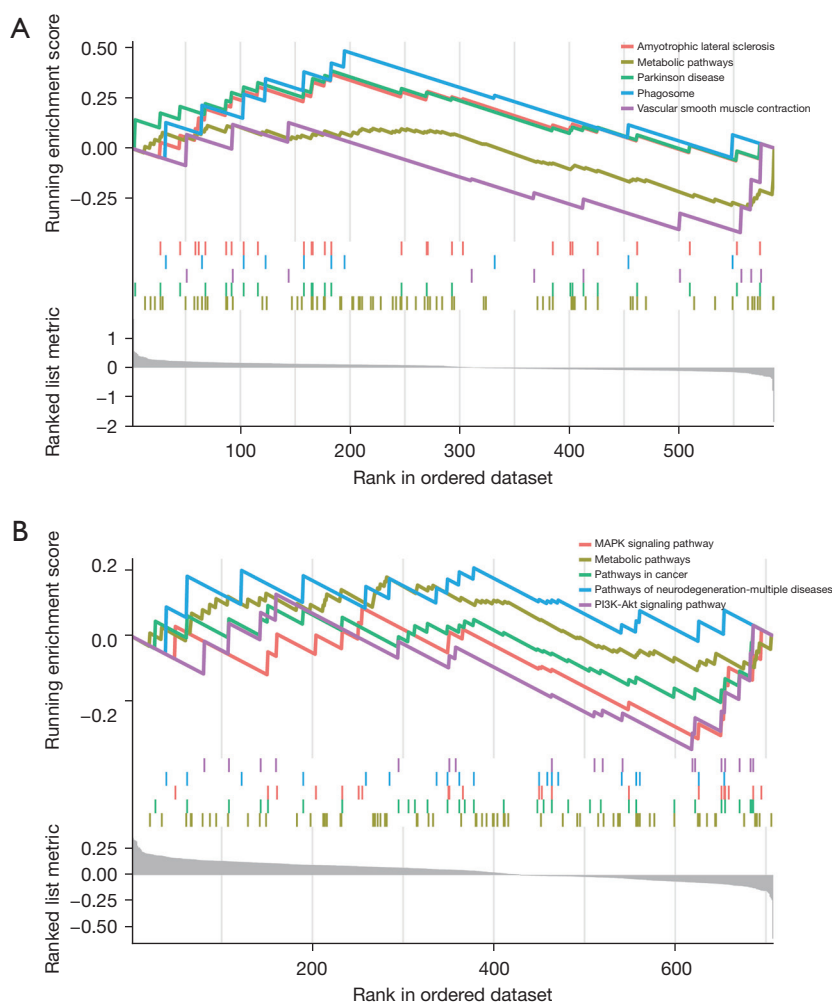 A
Running enrichment score
0.50
0.25
0.00
−0.25
Amyotrophic lateral sclerosis
Metabolic pathways
Parkinson disease
Phagosome
Vascular smooth muscle contraction
Ranked list metric
1
0
−1
−2
100
200
300
400
500
Rank in ordered dataset
B
Running enrichment score
0.2
0.0
−0.2
MAPK signaling pathway
Metabolic pathways
Pathways in cancer
Pathways of neurodegeneration-multiple diseases
PI3K-Akt signaling pathway
Ranked list metric
0.25
0.00
−0.25
−0.50
200
400
600
Rank in ordered dataset